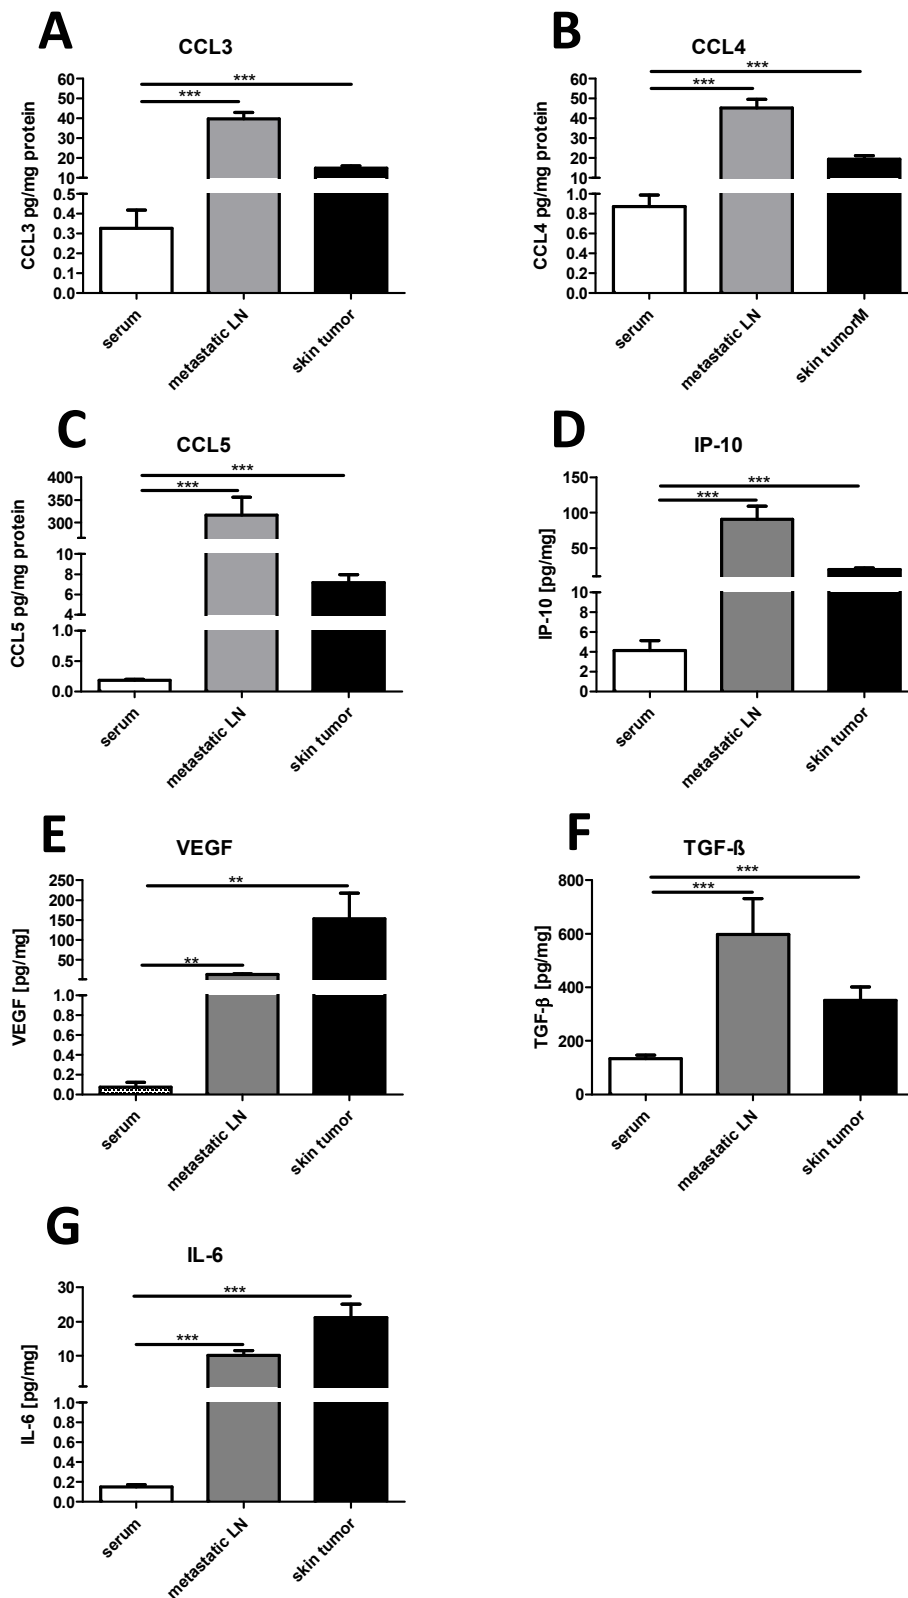 A
CCL3
CCL3 pg/mg protein
60
50
40
30
20
10
0.5
0.4
0.3
0.2
0.1
0.0
***
***
serum
metastatic LN
skin tumor
B
CCL4
CCL4 pg/mg protein
60
50
40
30
20
10
1.0
0.8
0.6
0.4
0.2
0.0
***
***
serum
metastatic LN
skin tumorM
C
CCL5
CCL5 pg/mg protein
400
350
300
10
8
6
4
1.0
0.5
0.0
***
***
serum
metastatic LN
skin tumor
D
IP-10
IP-10 [pg/mg]
150
100
50
10
8
6
4
2
0
***
***
serum
metastatic LN
skin tumor
E
VEGF
VEGF [pg/mg]
250
200
150
100
50
1.0
0.8
0.6
0.4
0.2
0.0
**
**
serum
metastatic LN
skin tumor
F
TGF-ß
TGF-β [pg/mg]
800
600
400
200
0
***
***
serum
metastatic LN
skin tumor
G
IL-6
IL-6 [pg/mg]
30
20
10
1.0
0.8
0.6
0.4
0.2
0.0
***
***
serum
metastatic LN
skin tumor